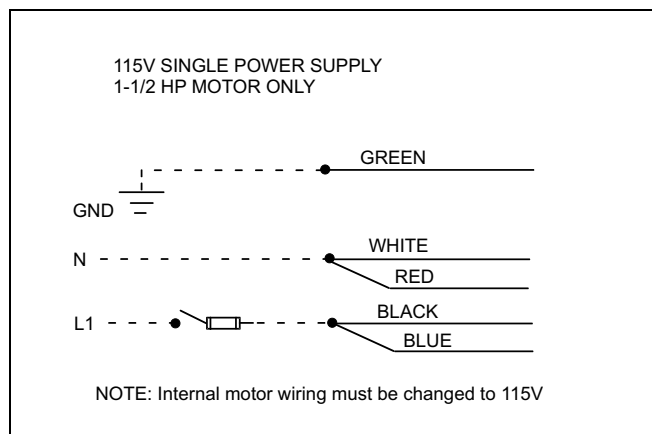 115V SINGLE POWER SUPPLY
1-1/2 HP MOTOR ONLY
GREEN
GND
WHITE
N
RED
BLACK
L1
BLUE
NOTE: Internal motor wiring must be changed to 115V